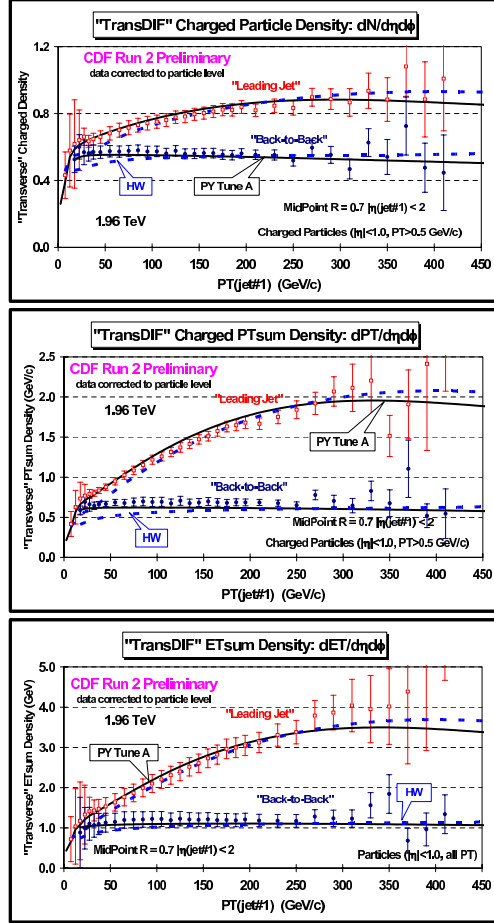 "TransDIF" Charged Particle Density: dN/dηdϕ
1.2
0.8
0.4
0.0
"Transverse" Charged Density
CDF Run 2 Preliminary
data corrected to particle level
"Leading Jet"
"Back-to-Back"
HW
PY Tune A
1.96 TeV
MidPoint R = 0.7 |η(jet#1) < 2
Charged Particles (|η|<1.0, PT>0.5 GeV/c)
0 50 100 150 200 250 300 350 400 450
PT(jet#1) (GeV/c)
"TransDIF" Charged PTsum Density: dPT/dηdϕ
2.5
2.0
1.5
1.0
0.5
0.0
"Transverse" PTsum Density (GeV/c)
CDF Run 2 Preliminary
data corrected to particle level
1.96 TeV
"Leading Jet"
PY Tune A
"Back-to-Back"
HW
MidPoint R = 0.7 |η(jet#1) < 2
Charged Particles (|η|<1.0, PT>0.5 GeV/c)
0 50 100 150 200 250 300 350 400 450
PT(jet#1) (GeV/c)
"TransDIF" ETsum Density: dET/dηdϕ
5.0
4.0
3.0
2.0
1.0
0.0
"Transverse" ETsum Density (GeV)
CDF Run 2 Preliminary
data corrected to particle level
1.96 TeV
"Leading Jet"
PY Tune A
"Back-to-Back"
HW
MidPoint R = 0.7 |η(jet#1) < 2
Particles (|η|<1.0, all PT)
0 50 100 150 200 250 300 350 400 450
PT(jet#1) (GeV/c)